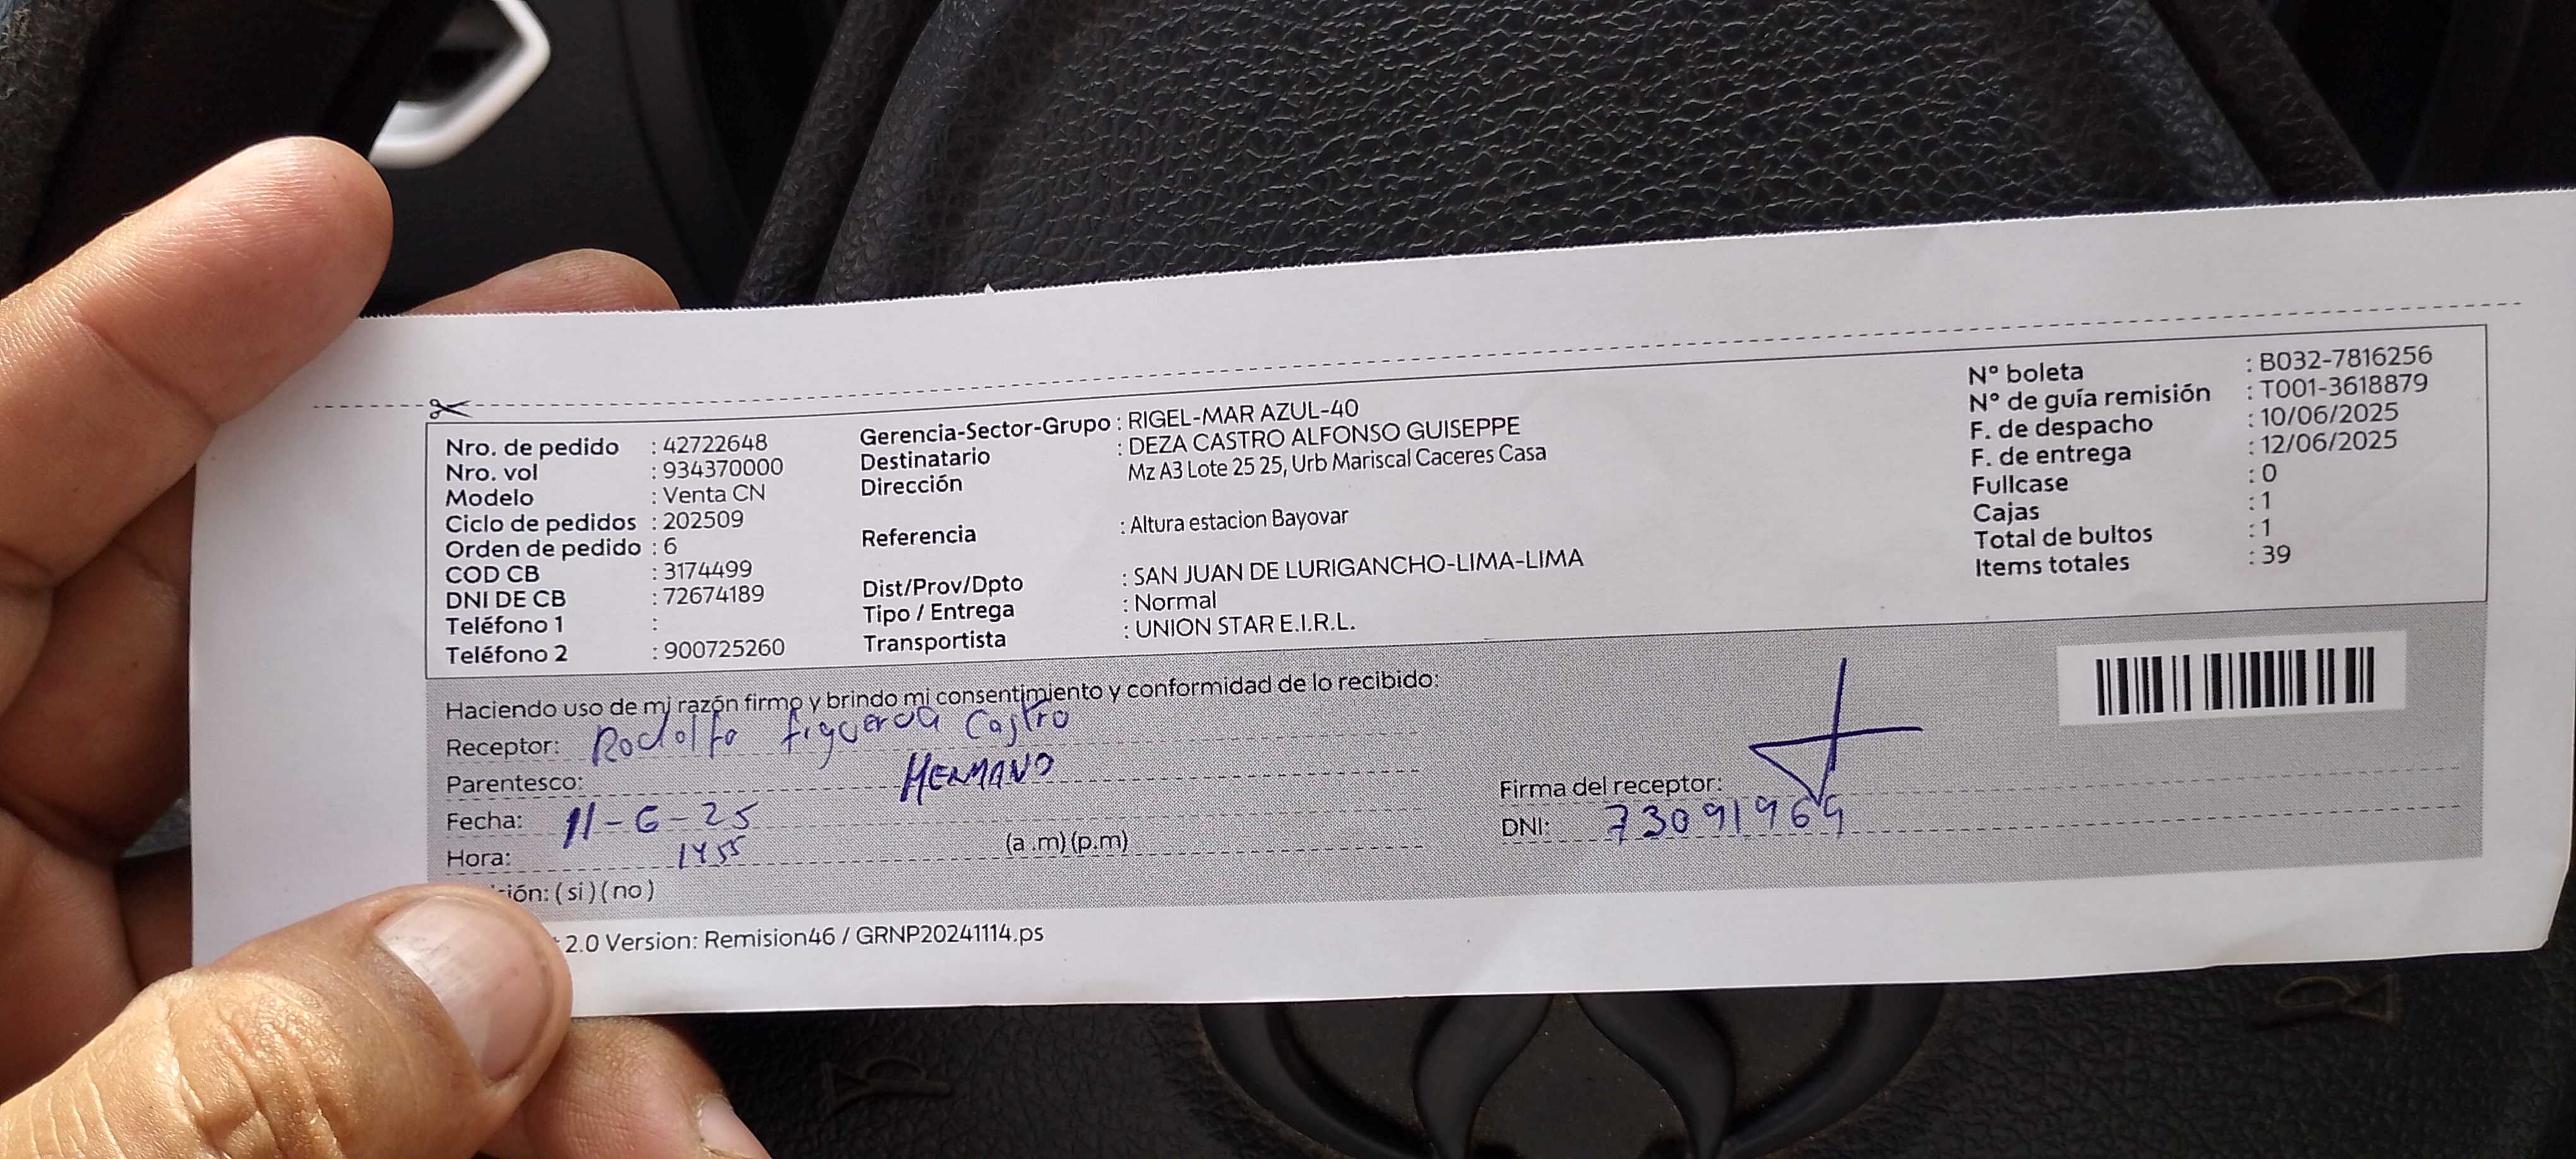 Nro. de pedido : 42722648
Nro. vol : 934370000
Modelo : Venta CN
Ciclo de pedidos : 202509
Orden de pedido : 6
COD CB : 3174499
DNI DE CB : 72674189
Teléfono 1 :
Teléfono 2 : 900725260
Gerencia-Sector-Grupo : RIGEL-MAR AZUL-40
Destinatario : DEZA CASTRO ALFONSO GUISEPPE
Dirección Mz A3 Lote 25 25, Urb Mariscal Caceres Casa
Referencia : Altura estacion Bayovar
Dist/Prov/Dpto : SAN JUAN DE LURIGANCHO-LIMA-LIMA
Tipo / Entrega : Normal
Transportista : UNION STAR E.I.R.L.
N° boleta : B032-7816256
N° de guía remisión : T001-3618879
F. de despacho : 10/06/2025
F. de entrega : 12/06/2025
Fullcase : 0
Cajas : 1
Total de bultos : 1
Items totales : 39
Haciendo uso de mi razón firmo y brindo mi consentimiento y conformidad de lo recibido:
Receptor: Rodolfo Figueroa Castro
Parentesco: HERMANO
Fecha: 11-6-25
Hora: 1455 (a .m) (p.m)
Firma del receptor:
DNI: 73091969
ión: ( si ) ( no )
2.0 Version: Remision46 / GRNP20241114.ps